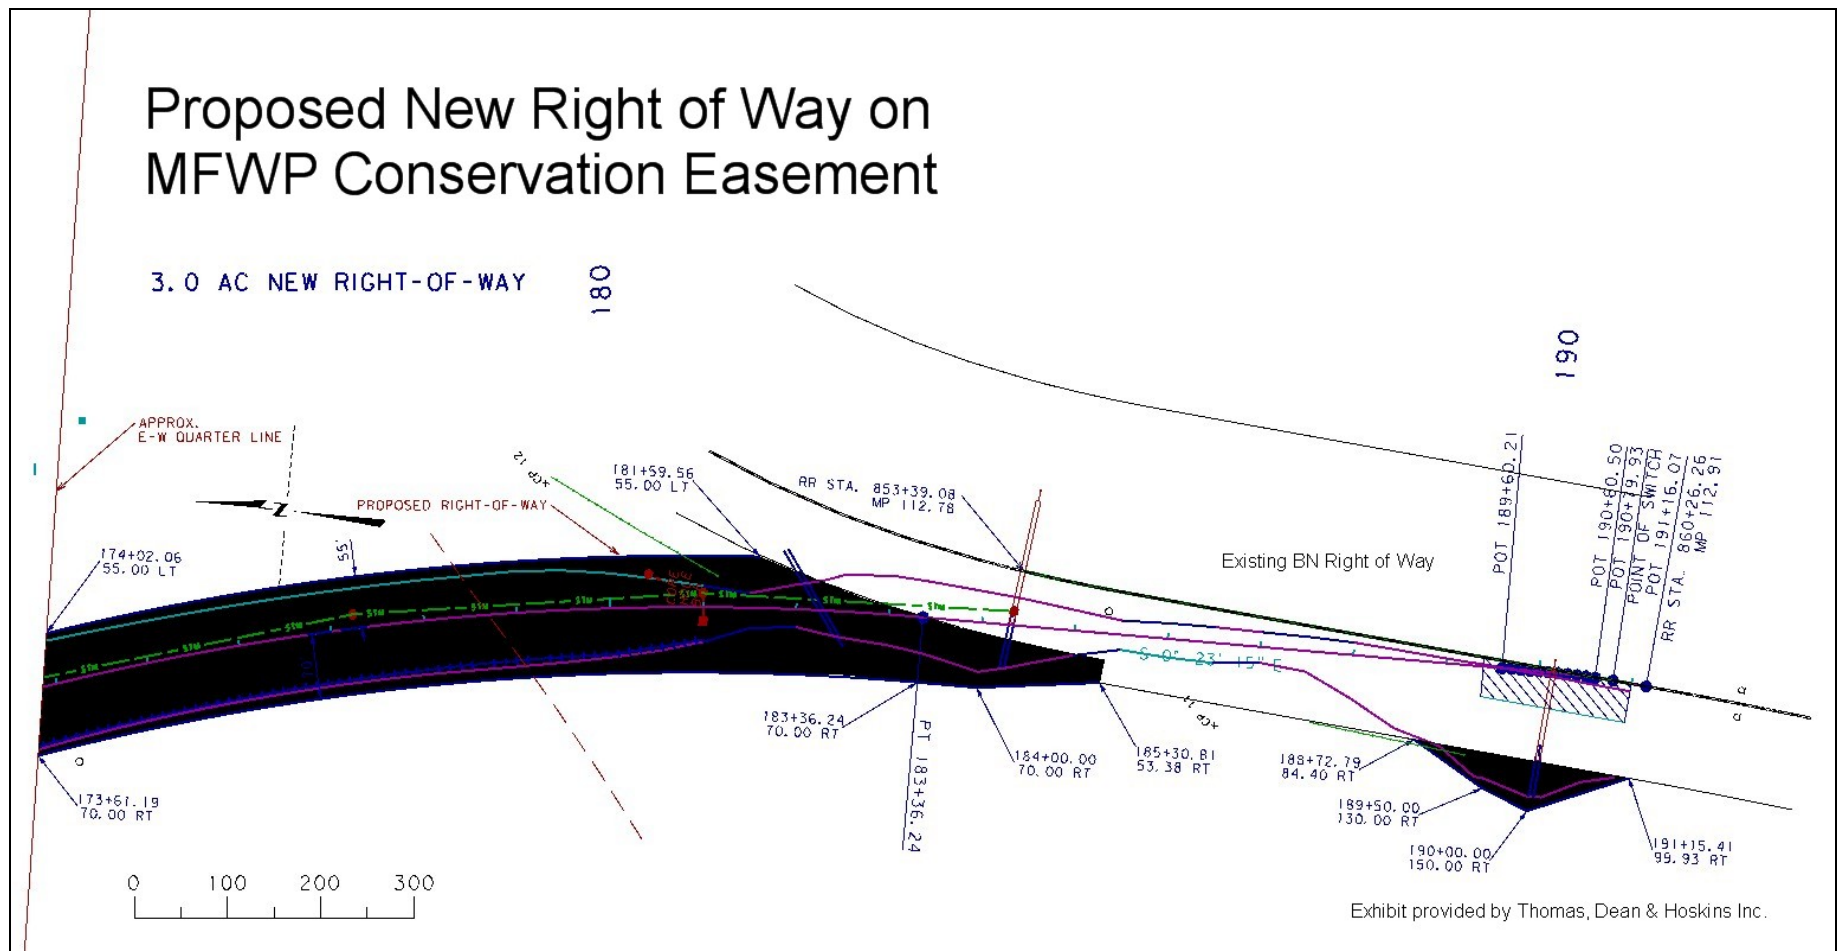 Proposed New Right of Way on
MFWP Conservation Easement
3.0 AC NEW RIGHT-OF-WAY
180
190
APPROX.
E-W QUARTER LINE
Z
PROPOSED RIGHT-OF-WAY
×CP 12
181+59.56
55.00 LT
RR STA. 853+39.08
MP 112.78
Existing BN Right of Way
POT 189+60.21
POT 190+80.50
POT 190+79.93
POINT OF SWITCH
POT 191+16.07
RR STA. 860+26.26
MP 112.91
174+02.06
55.00 LT
55'
70'
S 0° 23' 15" E
×CP 11
173+61.19
70.00 RT
183+36.24
70.00 RT
PT 183+36.24
184+00.00
70.00 RT
185+30.81
53.38 RT
188+72.79
84.40 RT
189+50.00
130.00 RT
190+00.00
150.00 RT
191+15.41
99.93 RT
0 100 200 300
Exhibit provided by Thomas, Dean & Hoskins Inc.